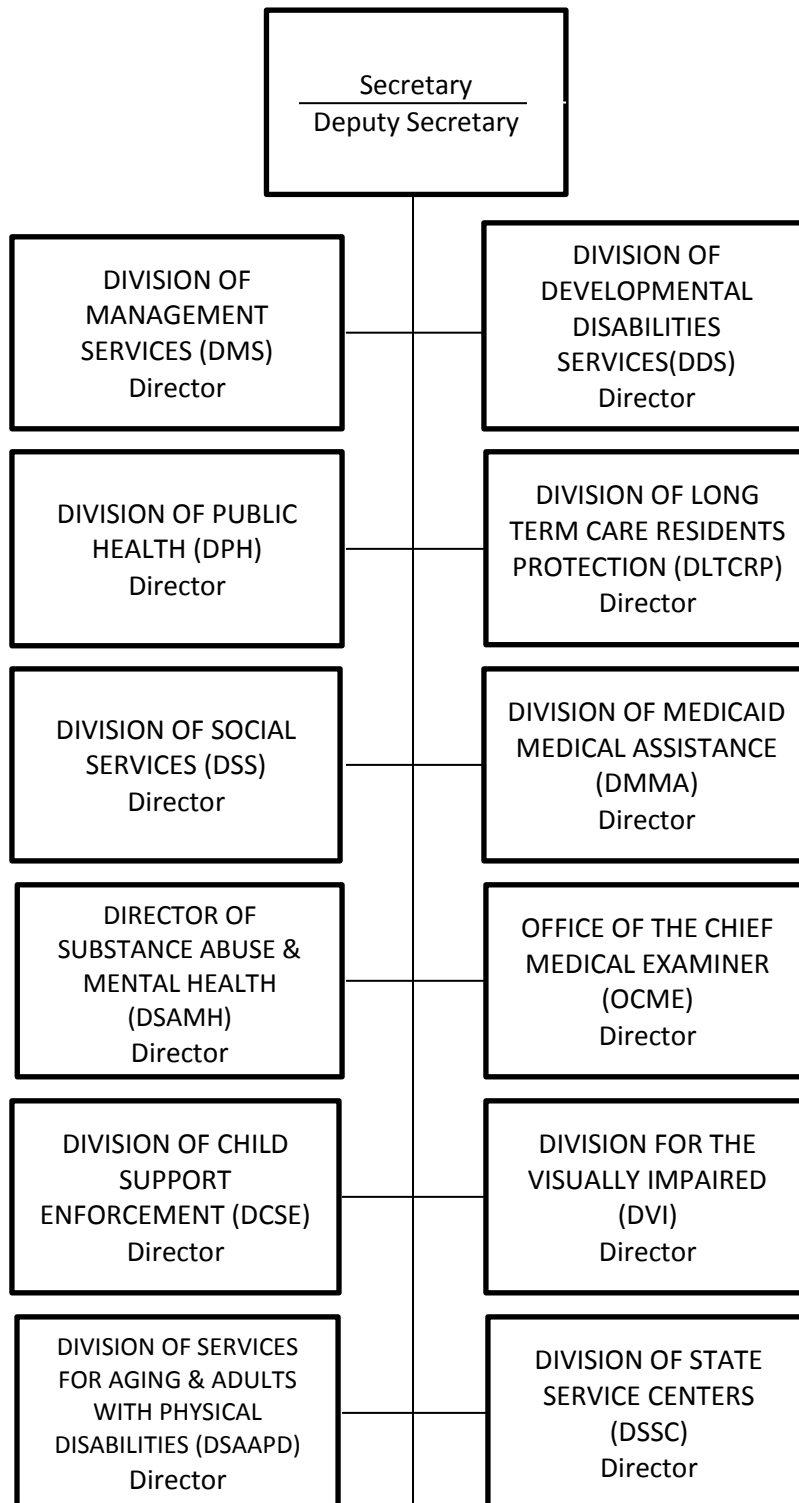 Secretary
Deputy Secretary
DIVISION OF
MANAGEMENT
SERVICES (DMS)
Director
DIVISION OF
DEVELOPMENTAL
DISABILITIES
SERVICES(DDS)
Director
DIVISION OF PUBLIC
HEALTH (DPH)
Director
DIVISION OF LONG
TERM CARE RESIDENTS
PROTECTION (DLTCRP)
Director
DIVISION OF SOCIAL
SERVICES (DSS)
Director
DIVISION OF MEDICAID
MEDICAL ASSISTANCE
(DMMA)
Director
DIRECTOR OF
SUBSTANCE ABUSE &
MENTAL HEALTH
(DSAMH)
Director
OFFICE OF THE CHIEF
MEDICAL EXAMINER
(OCME)
Director
DIVISION OF CHILD
SUPPORT
ENFORCEMENT (DCSE)
Director
DIVISION FOR THE
VISUALLY IMPAIRED
(DVI)
Director
DIVISION OF SERVICES
FOR AGING & ADULTS
WITH PHYSICAL
DISABILITIES (DSAAPD)
Director
DIVISION OF STATE
SERVICE CENTERS
(DSSC)
Director